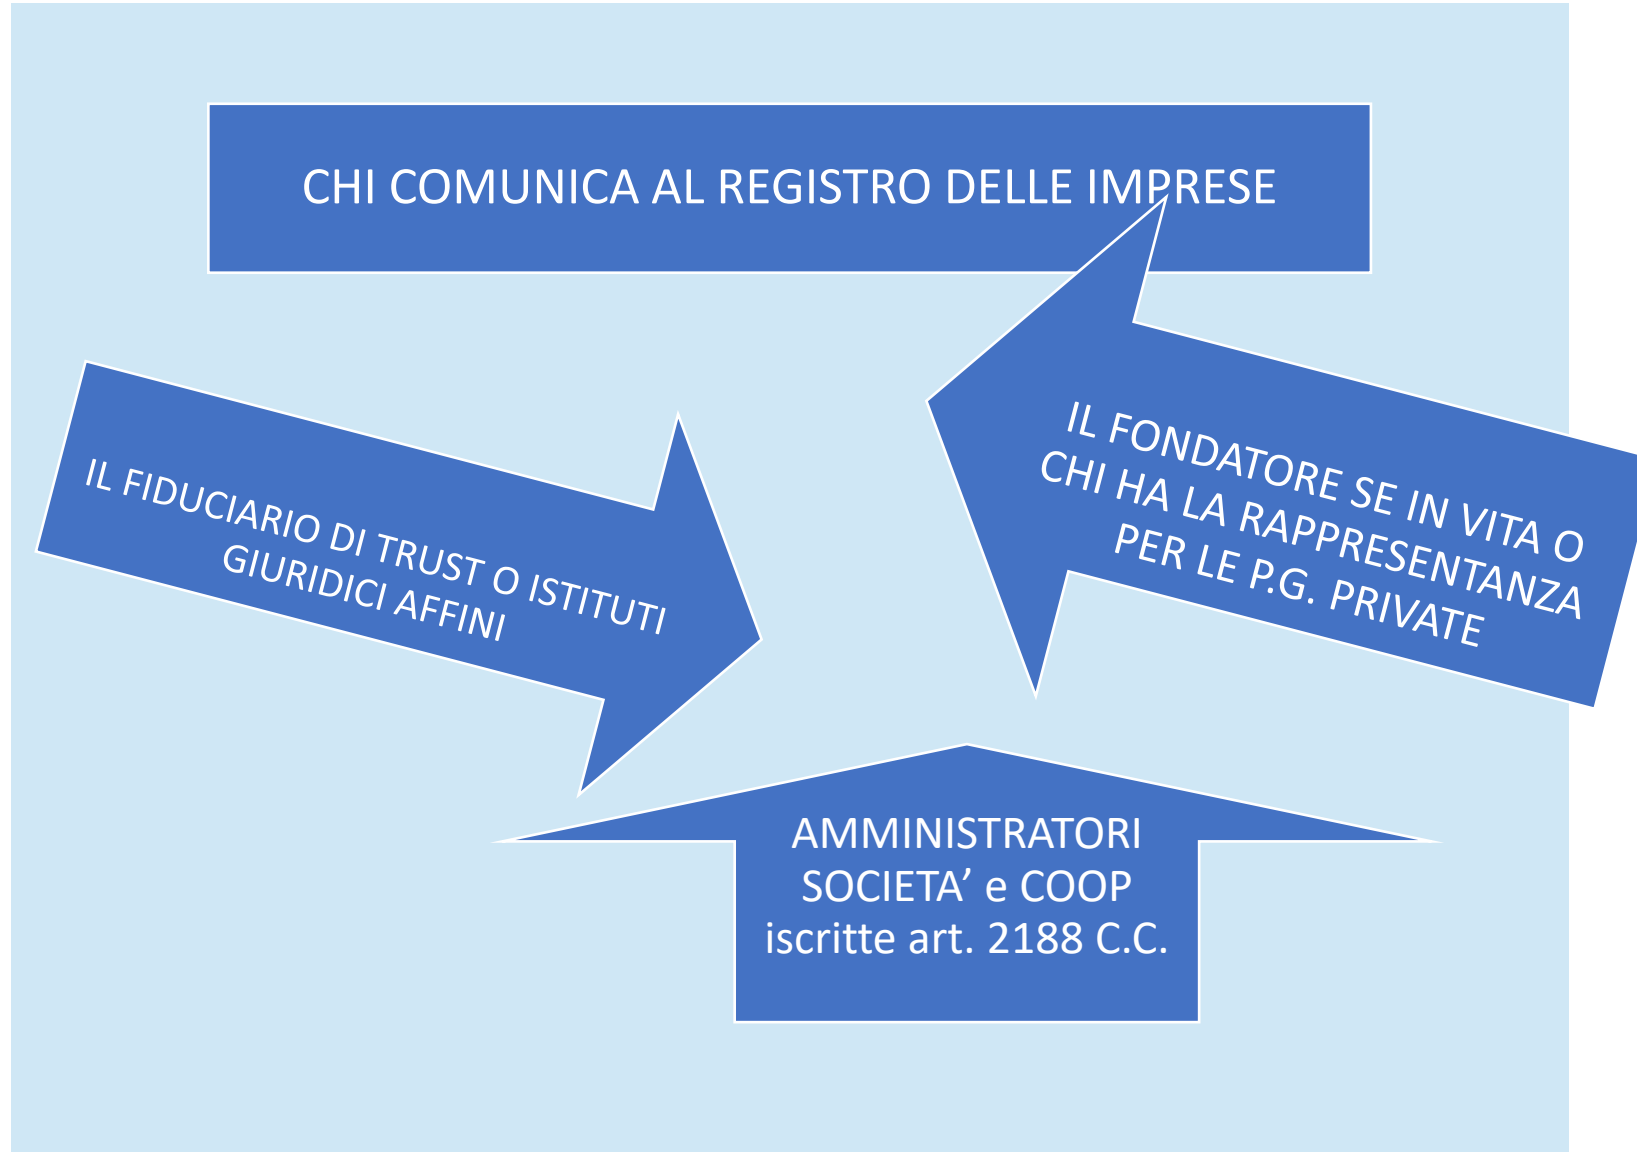 CHI COMUNICA AL REGISTRO DELLE IMPRESE
IL FIDUCIARIO DI TRUST O ISTITUTI
GIURIDICI AFFINI
IL FONDATORE SE IN VITA O
CHI HA LA RAPPRESENTANZA
PER LE P.G. PRIVATE
AMMINISTRATORI
SOCIETA’ e COOP
iscritte art. 2188 C.C.